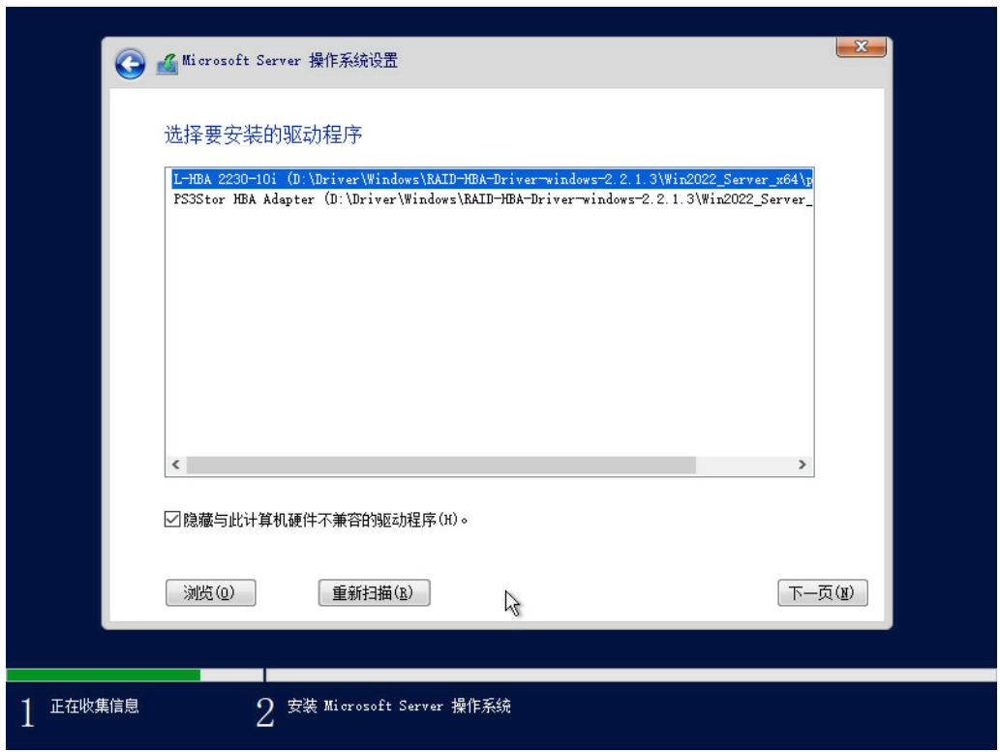 Microsoft Server 操作系统设置
选择要安装的驱动程序
L-HBA 2230-10i (D:\Driver\Windows\RAID-HBA-Driver-windows-2.2.1.3\Win2022_Server_x64\p
PS3Stor HBA Adapter (D:\Driver\Windows\RAID-HBA-Driver-windows-2.2.1.3\Win2022_Server_
隐藏与此计算机硬件不兼容的驱动程序(H)。
浏览(O) 重新扫描(R) 下一页(N)
1 正在收集信息 2 安装 Microsoft Server 操作系统